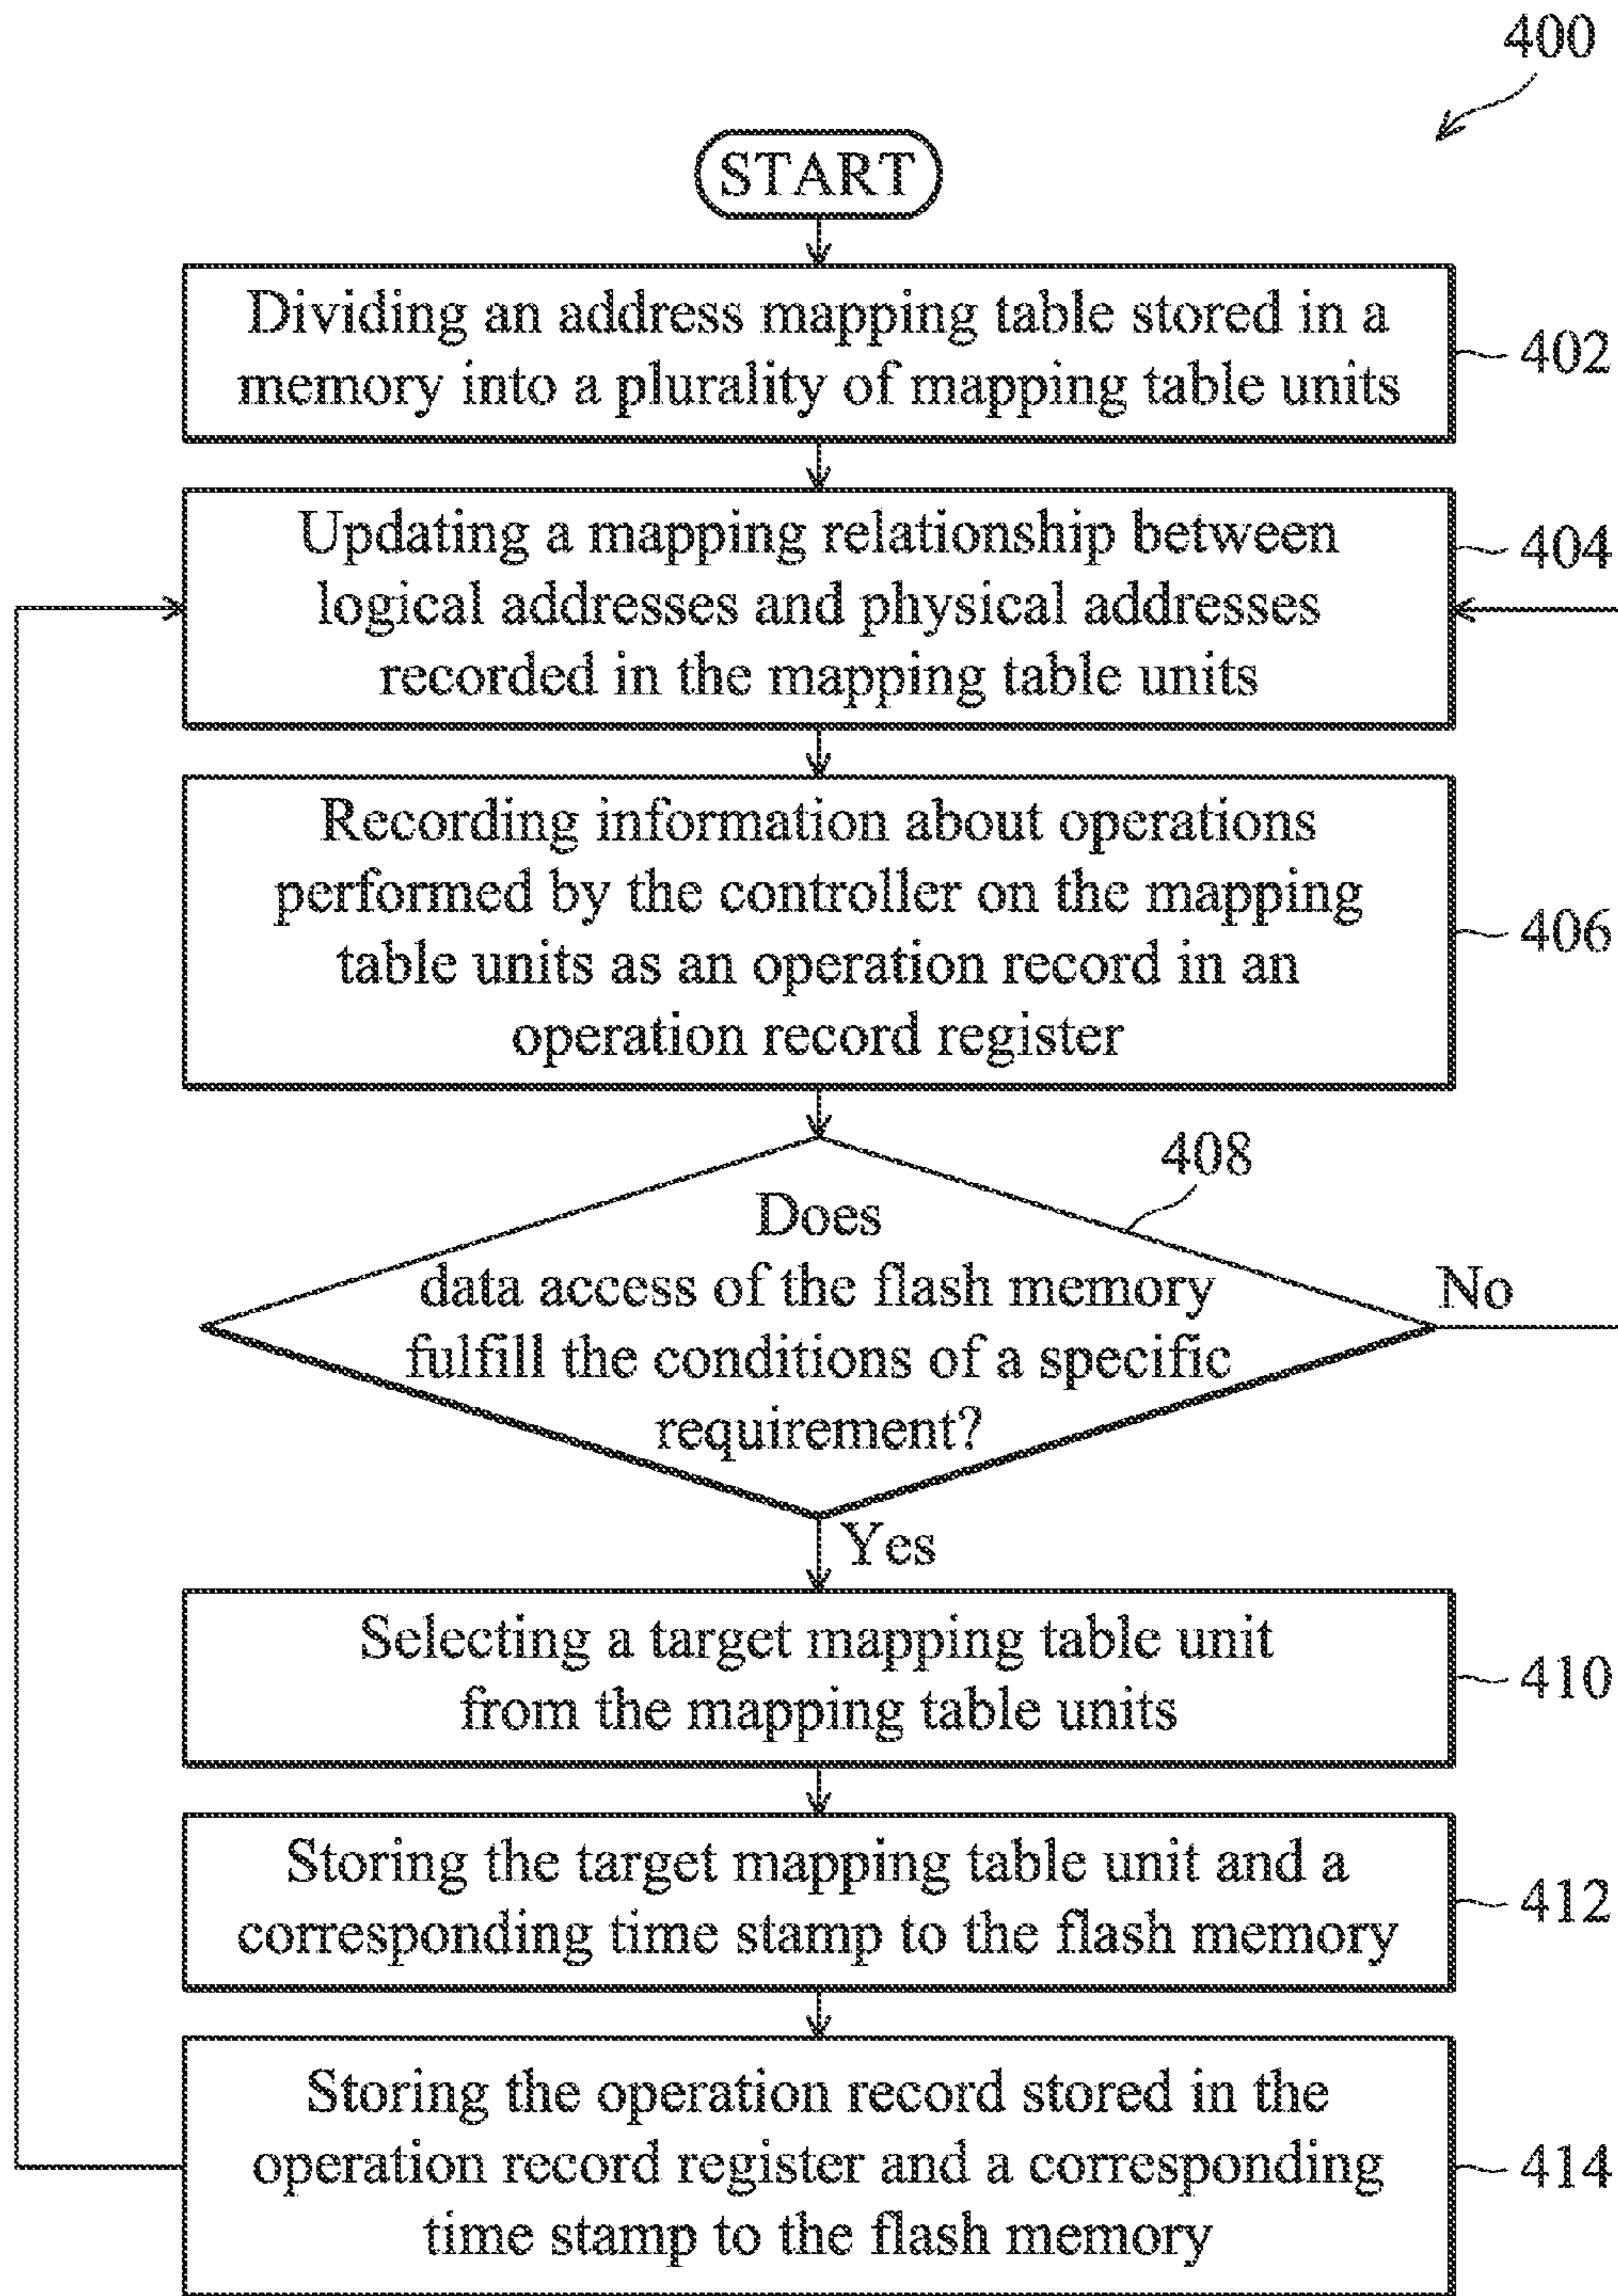 400
START
Dividing an address mapping table stored in a
memory into a plurality of mapping table units
402
Updating a mapping relationship between
logical addresses and physical addresses
recorded in the mapping table units
404
Recording information about operations
performed by the controller on the mapping
table units as an operation record in an
operation record register
406
408
Does
data access of the flash memory
fulfill the conditions of a specific
requirement?
No
Yes
Selecting a target mapping table unit
from the mapping table units
410
Storing the target mapping table unit and a
corresponding time stamp to the flash memory
412
Storing the operation record stored in the
operation record register and a corresponding
time stamp to the flash memory
414